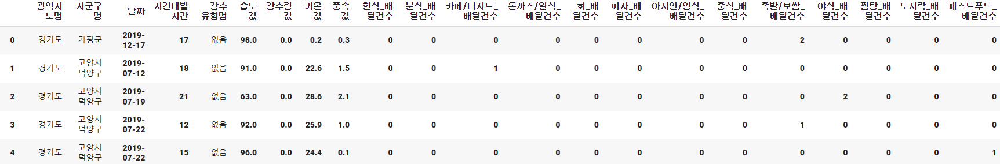 광역시도명 시군구명 날짜 시간대별시간 강수유형명 습도값 강수량값 기온값 풍속값 한식_배달건수 분식_배달건수 카페/디저트_배달건수 돈까스/일식_배달건수 회_배달건수 피자_배달건수 아시안/양식_배달건수 중식_배달건수 족발/보쌈_배달건수 야식_배달건수 찜탕_배달건수 도시락_배달건수 패스트푸드_배달건수
0 경기도 가평군 2019-12-17 17 없음 98.0 0.0 0.2 0.3 0 0 0 0 0 0 0 0 2 0 0 0 0
1 경기도 고양시 덕양구 2019-07-12 18 없음 91.0 0.0 22.6 1.5 0 0 1 0 0 0 0 0 0 0 0 0 0
2 경기도 고양시 덕양구 2019-07-19 21 없음 63.0 0.0 28.6 2.1 0 0 0 0 0 0 0 0 0 2 0 0 0
3 경기도 고양시 덕양구 2019-07-22 12 없음 92.0 0.0 25.9 1.0 0 0 0 0 0 0 0 0 1 0 0 0 0
4 경기도 고양시 덕양구 2019-07-22 15 없음 96.0 0.0 24.4 0.1 0 0 0 0 0 0 0 0 0 0 0 0 1